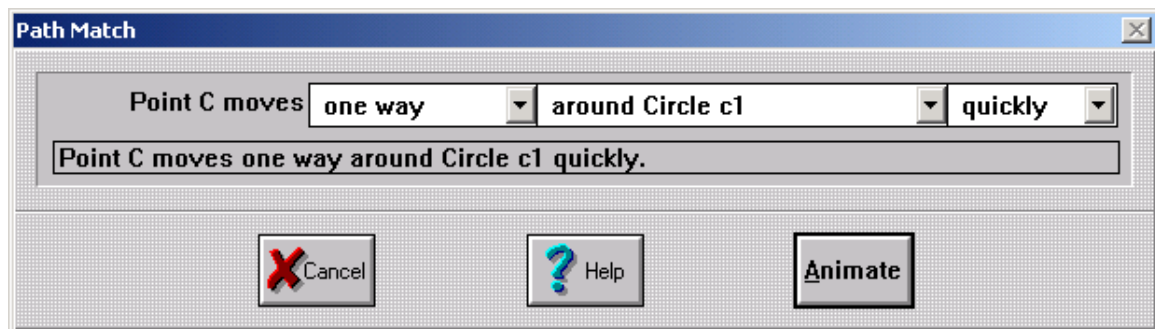 Path Match
Point C moves one way around Circle c1 quickly
Point C moves one way around Circle c1 quickly.
Cancel Help Animate